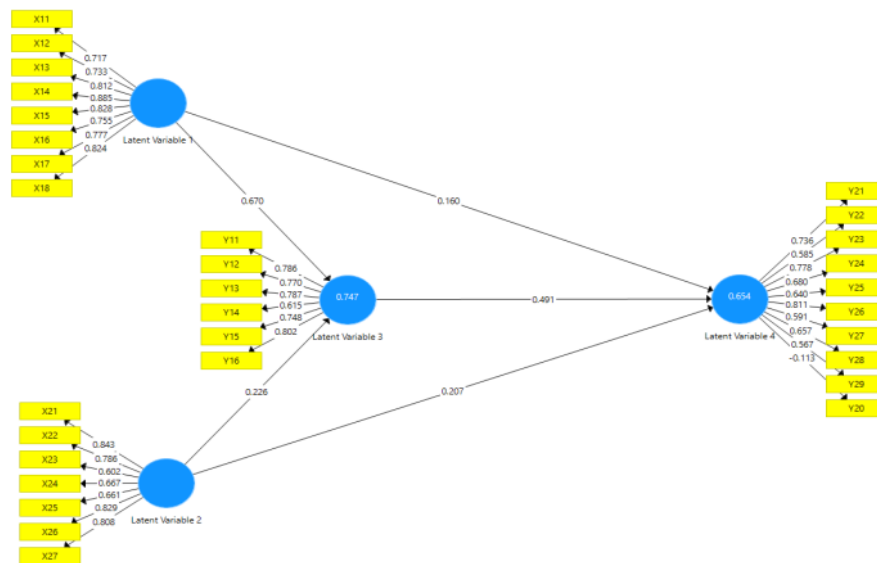 X11
X12
X13
X14
X15
X16
X17
X18
0.717
0.733
0.812
0.885
0.828
0.755
0.777
0.824
Latent Variable 1
0.670
0.160
Y11
Y12
Y13
Y14
Y15
Y16
0.786
0.770
0.787
0.615
0.748
0.802
0.747
Latent Variable 3
0.491
0.226
0.207
X21
X22
X23
X24
X25
X26
X27
0.843
0.786
0.602
0.667
0.661
0.829
0.808
Latent Variable 2
0.654
Latent Variable 4
0.736
0.585
0.778
0.680
0.640
0.811
0.591
0.657
0.567
-0.113
Y21
Y22
Y23
Y24
Y25
Y26
Y27
Y28
Y29
Y20